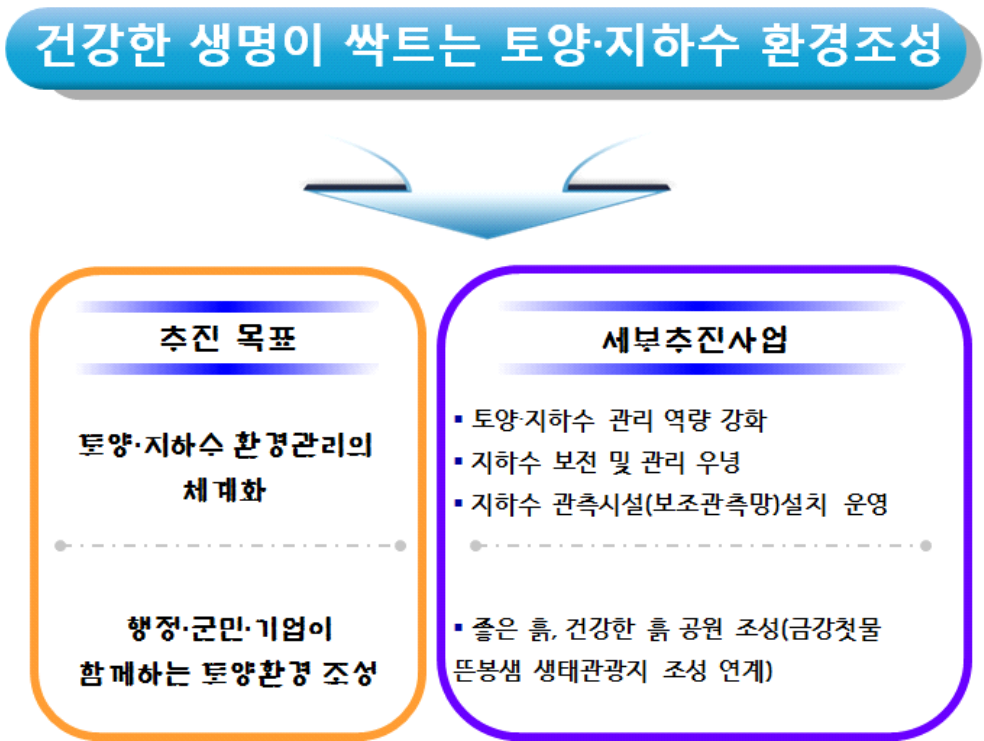 건강한 생명이 싹트는 토양·지하수 환경조성
추진 목표
토양·지하수 환경관리의
체계화
행정·군민·기업이
함께하는 토양환경 조성
세부추진사업
▪ 토양·지하수 관리 역량 강화
▪ 지하수 보전 및 관리 우녕
▪ 지하수 관측시설(보조관측망)설치 운영
▪ 좋은 흙, 건강한 흙 공원 조성(금강첫물
뜬봉샘 생태관광지 조성 연계)